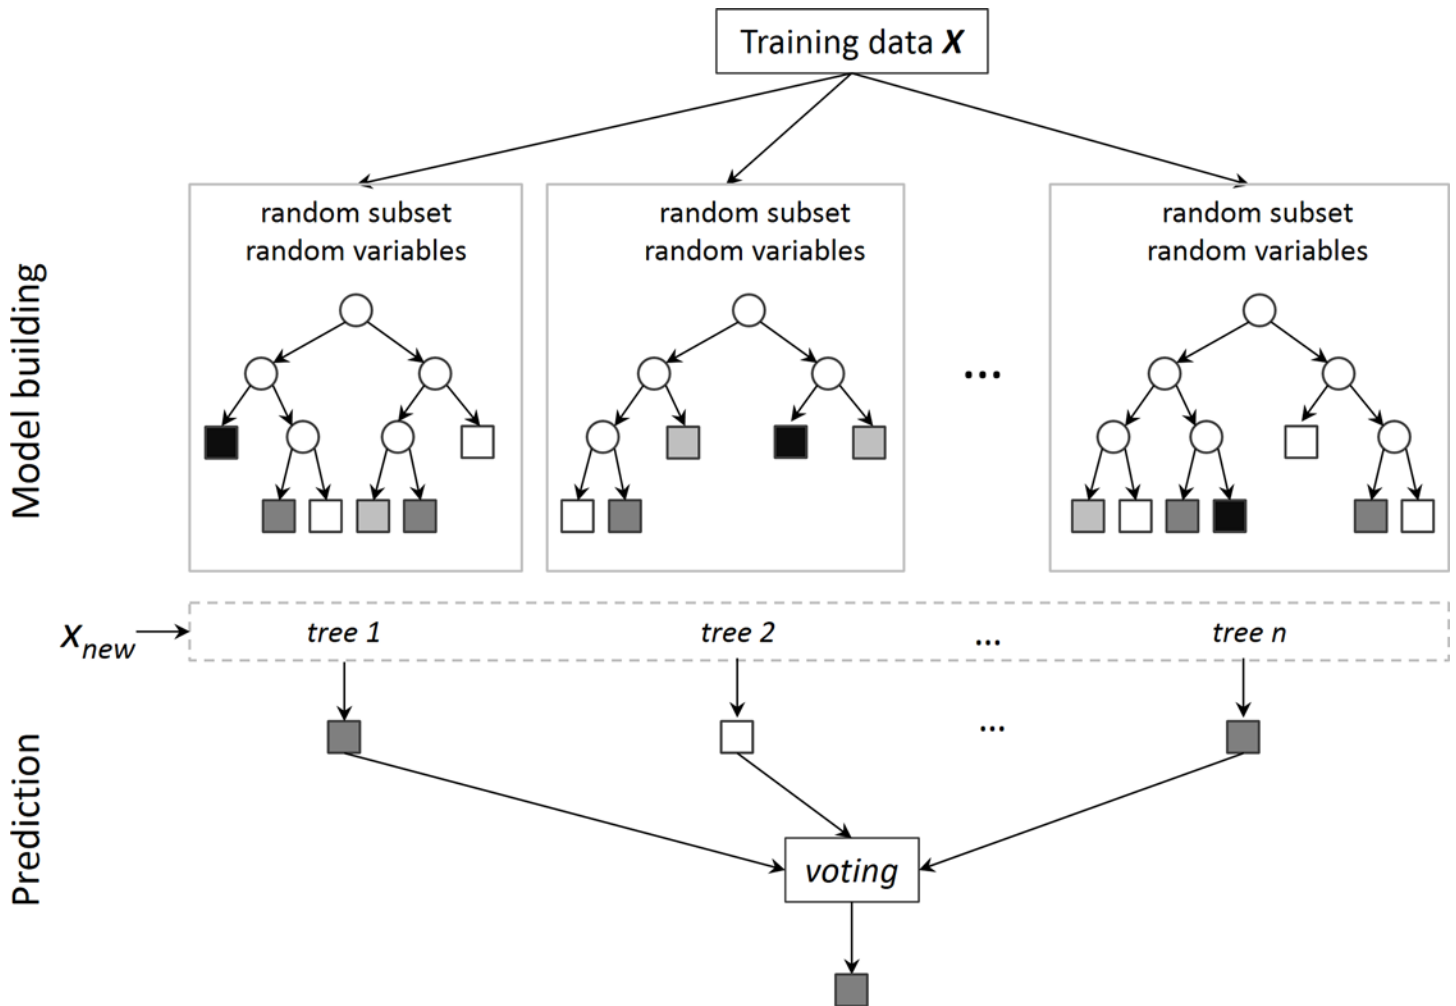 Training data X
random subset
random variables
random subset
random variables
random subset
random variables
...
Model building
x_new
tree 1
tree 2
...
tree n
...
Prediction
voting